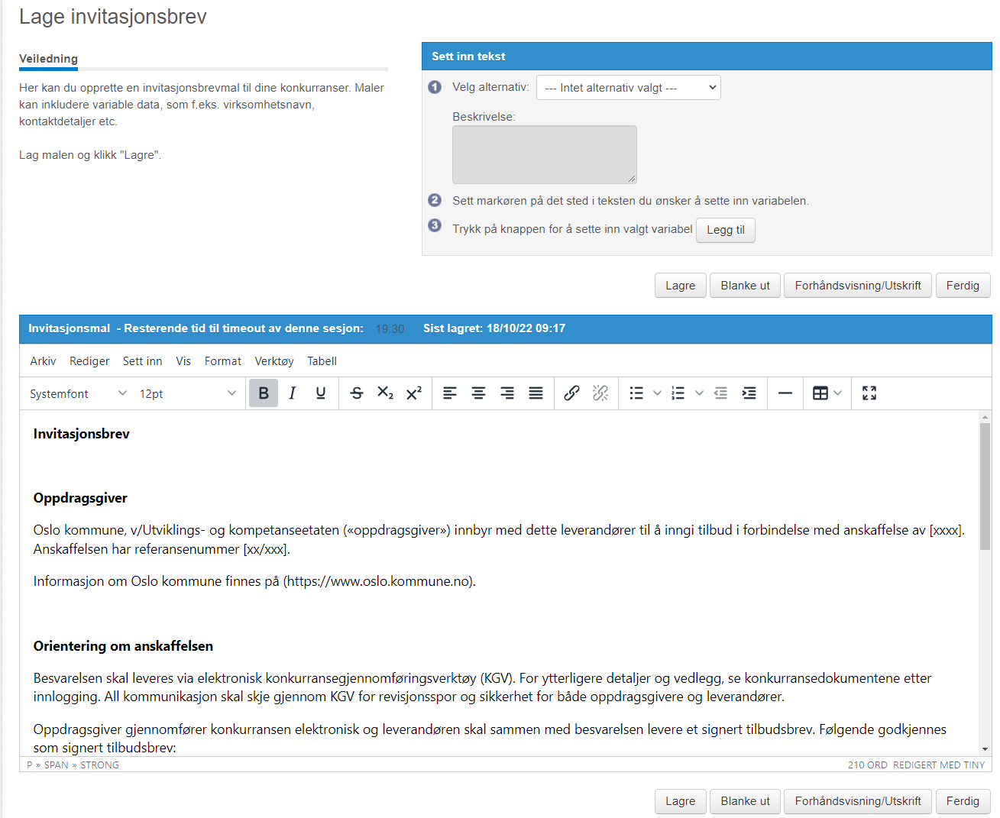 Lage invitasjonsbrev
Veiledning
Her kan du opprette en invitasjonsbrevmal til dine konkurranser. Maler
kan inkludere variable data, som f.eks. virksomhetsnavn,
kontaktdetaljer etc.
Lag malen og klikk "Lagre".
Sett inn tekst
1 Velg alternativ: --- Intet alternativ valgt ---
Beskrivelse:
2 Sett markøren på det sted i teksten du ønsker å sette inn variabelen.
3 Trykk på knappen for å sette inn valgt variabel Legg til
Lagre Blanke ut Forhåndsvisning/Utskrift Ferdig
Invitasjonsmal - Resterende tid til timeout av denne sesjon: 19:30 Sist lagret: 18/10/22 09:17
Arkiv Rediger Sett inn Vis Format Verktøy Tabell
Systemfont 12pt B I U S X₂ X²
Invitasjonsbrev
Oppdragsgiver
Oslo kommune, v/Utviklings- og kompetanseetaten («oppdragsgiver») innbyr med dette leverandører til å inngi tilbud i forbindelse med anskaffelse av [xxxx].
Anskaffelsen har referansenummer [xx/xxx].
Informasjon om Oslo kommune finnes på (https://www.oslo.kommune.no).
Orientering om anskaffelsen
Besvarelsen skal leveres via elektronisk konkurransegjennomføringsverktøy (KGV). For ytterligere detaljer og vedlegg, se konkurransedokumentene etter
innlogging. All kommunikasjon skal skje gjennom KGV for revisjonsspor og sikkerhet for både oppdragsgivere og leverandører.
Oppdragsgiver gjennomfører konkurransen elektronisk og leverandøren skal sammen med besvarelsen levere et signert tilbudsbrev. Følgende godkjennes
som signert tilbudsbrev:
P » SPAN » STRONG 210 ORD REDIGERT MED TINY
Lagre Blanke ut Forhåndsvisning/Utskrift Ferdig